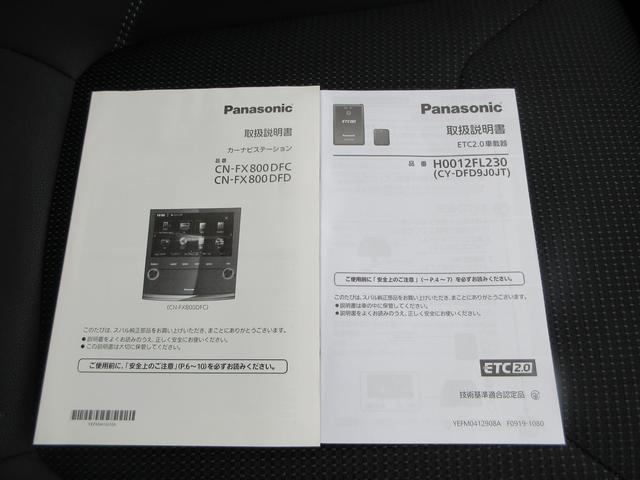 Panasonic
取扱説明書
カーナビステーション
品番
CN-FX800DFC
CN-FX800DFD
Panasonic
(CN-FX800DFC)
このたびは、スバル純正部品をお買い上げいただき、まことにありがとうございます。
●説明書をよくお読みのうえ、正しく安全にお使いください。
●この説明書は大切に保管してください。
ご使用前に、「安全上のご注意」(P.6~10)を必ずお読みください。
Panasonic
取扱説明書
ETC2.0車載器
品 番 H0012FL230
(CY-DFD9J0JT)
ご使用前に「安全上のご注意」(→P.4~7)を必ずお読みください。
このたびは、スバル純正部品をお買い上げいただき、まことにありがとうございます。
●説明書は車の中に保管してください。
●説明書をよくお読みのうえ、正しく安全にお使いください。
ETC2.0
技術基準適合認定品
YEFM0412908A F0919-1080